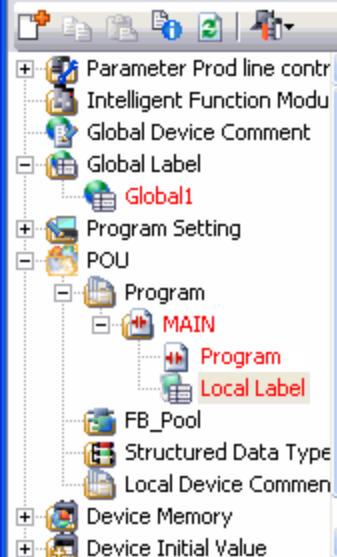 Parameter Prod line contr
Intelligent Function Modu
Global Device Comment
Global Label
Global1
Program Setting
POU
Program
MAIN
Program
Local Label
FB_Pool
Structured Data Type
Local Device Commen
Device Memory
Device Initial Value